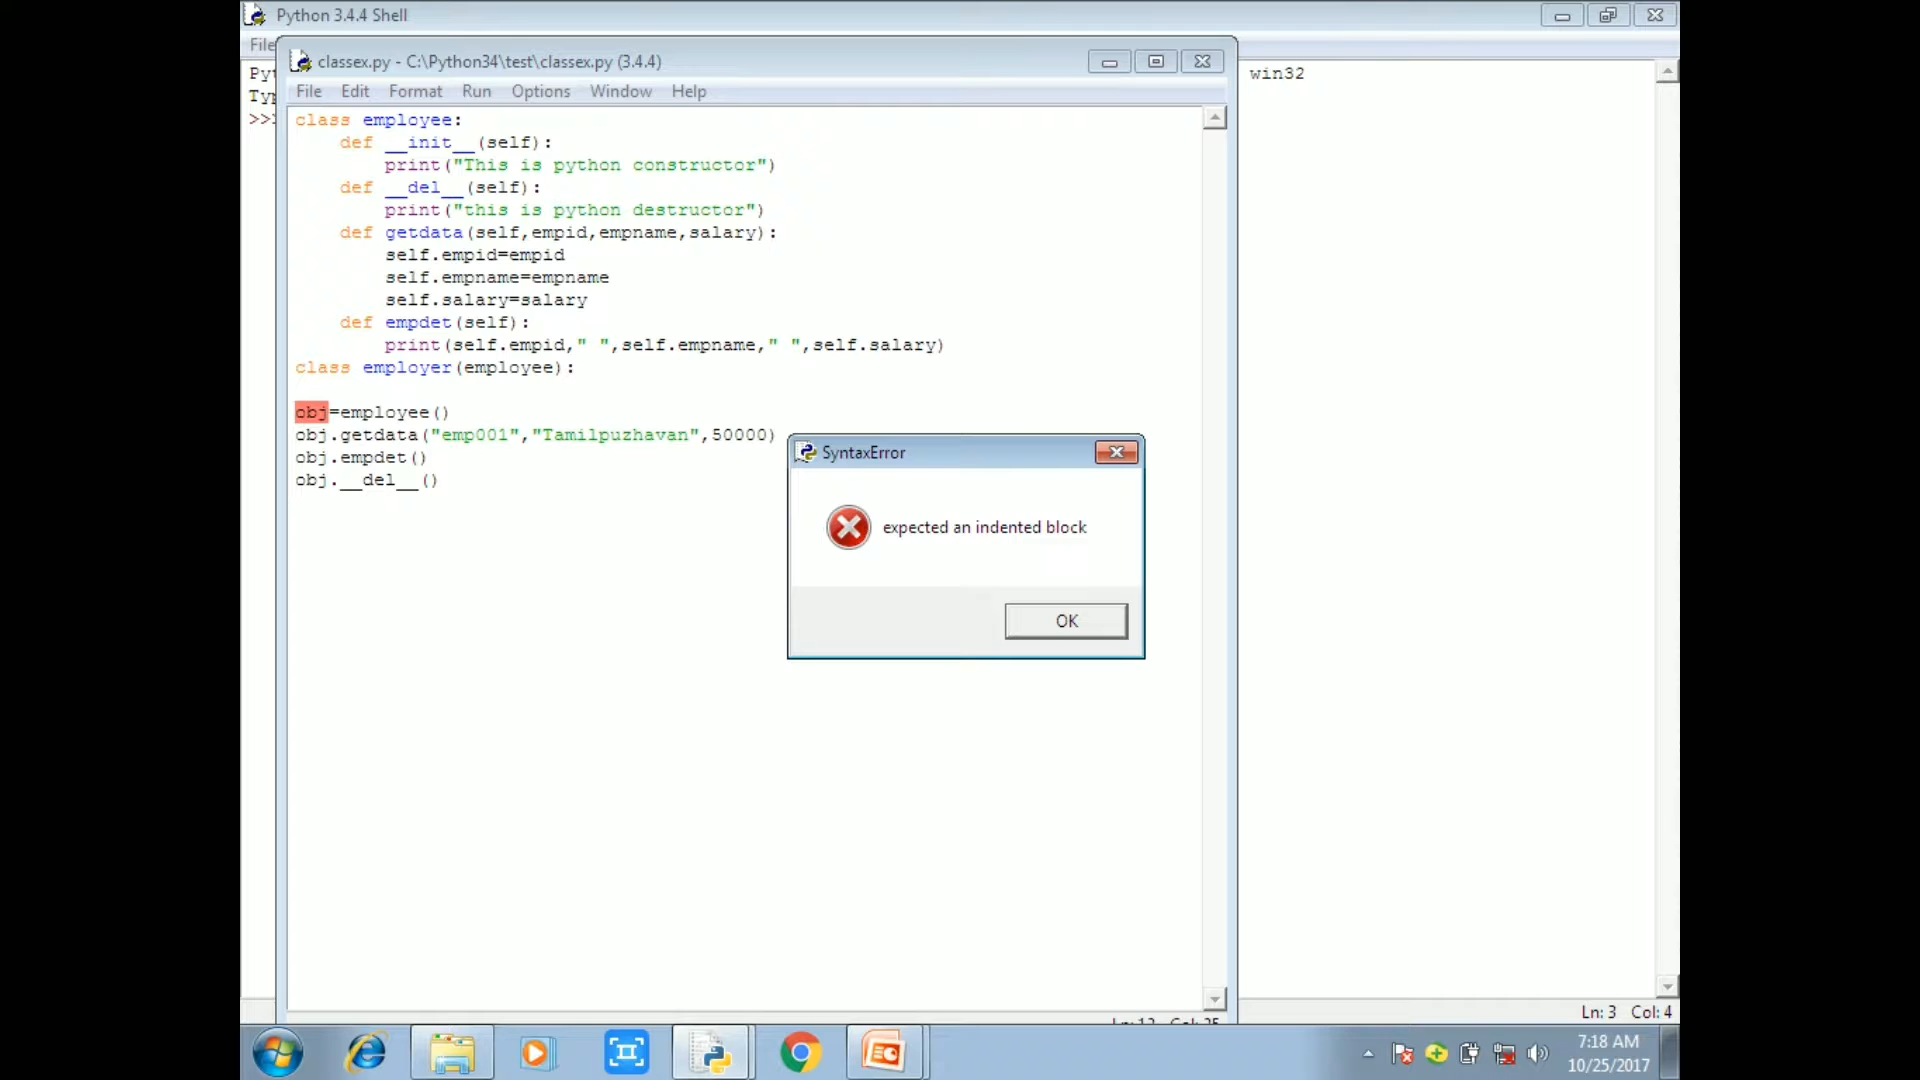 Python 3.4.4 Shell
File
classex.py - C:\Python34\test\classex.py (3.4.4)
File Edit Format Run Options Window Help
win32
>>
class employee:
    def __init__(self):
        print("This is python constructor")
    def __del__(self):
        print("this is python destructor")
    def getdata(self,empid,empname,salary):
        self.empid=empid
        self.empname=empname
        self.salary=salary
    def empdet(self):
        print(self.empid," ",self.empname," ",self.salary)
class employer(employee):
obj=employee()
obj.getdata("emp001","Tamilpuzhavan",50000)
obj.empdet()
obj.__del__()
SyntaxError
expected an indented block
OK
Ln: 3 Col: 4
7:18 AM
10/25/2017